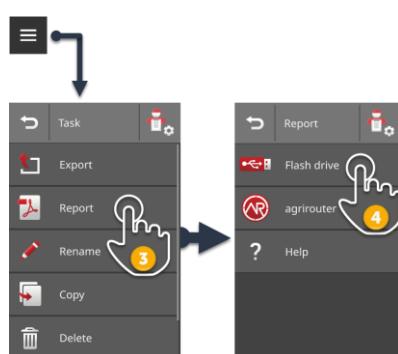 Task
Export
Report
Rename
Copy
Delete
3
Report
Flash drive
agrirouter
Help
4